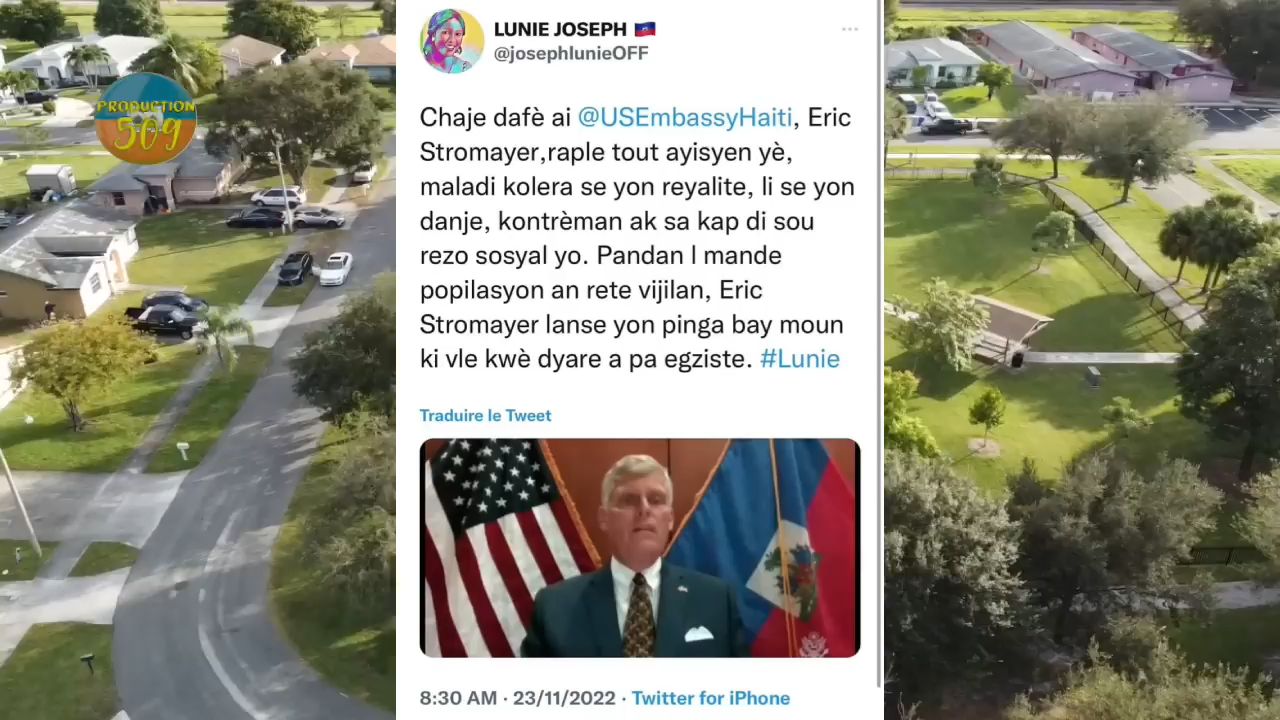 PRODUCTION
509
LUNIE JOSEPH 🇭🇹
@josephlunieOFF
Chaje dafè ai @USEmbassyHaiti, Eric
Stromayer,raple tout ayisyen yè,
maladi kolera se yon reyalite, li se yon
danje, kontrèman ak sa kap di sou
rezo sosyal yo. Pandan l mande
popilasyon an rete vijilan, Eric
Stromayer lanse yon pinga bay moun
ki vle kwè dyare a pa egziste. #Lunie
Traduire le Tweet
8:30 AM · 23/11/2022 · Twitter for iPhone